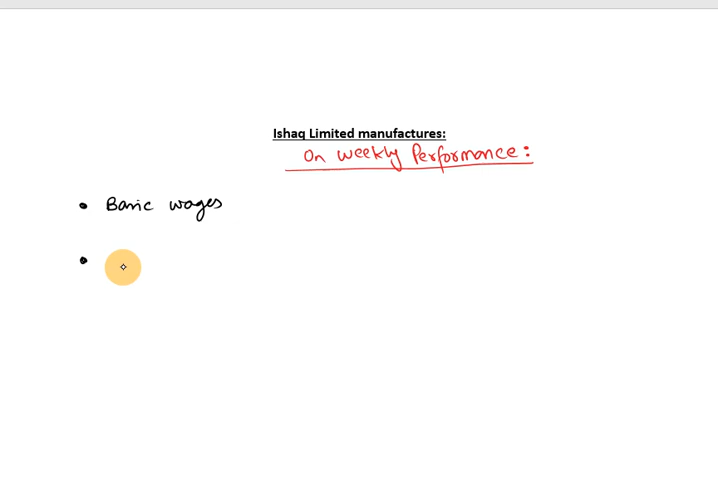 Ishaq Limited manufactures:
On weekly Performance:
• Basic wages
•